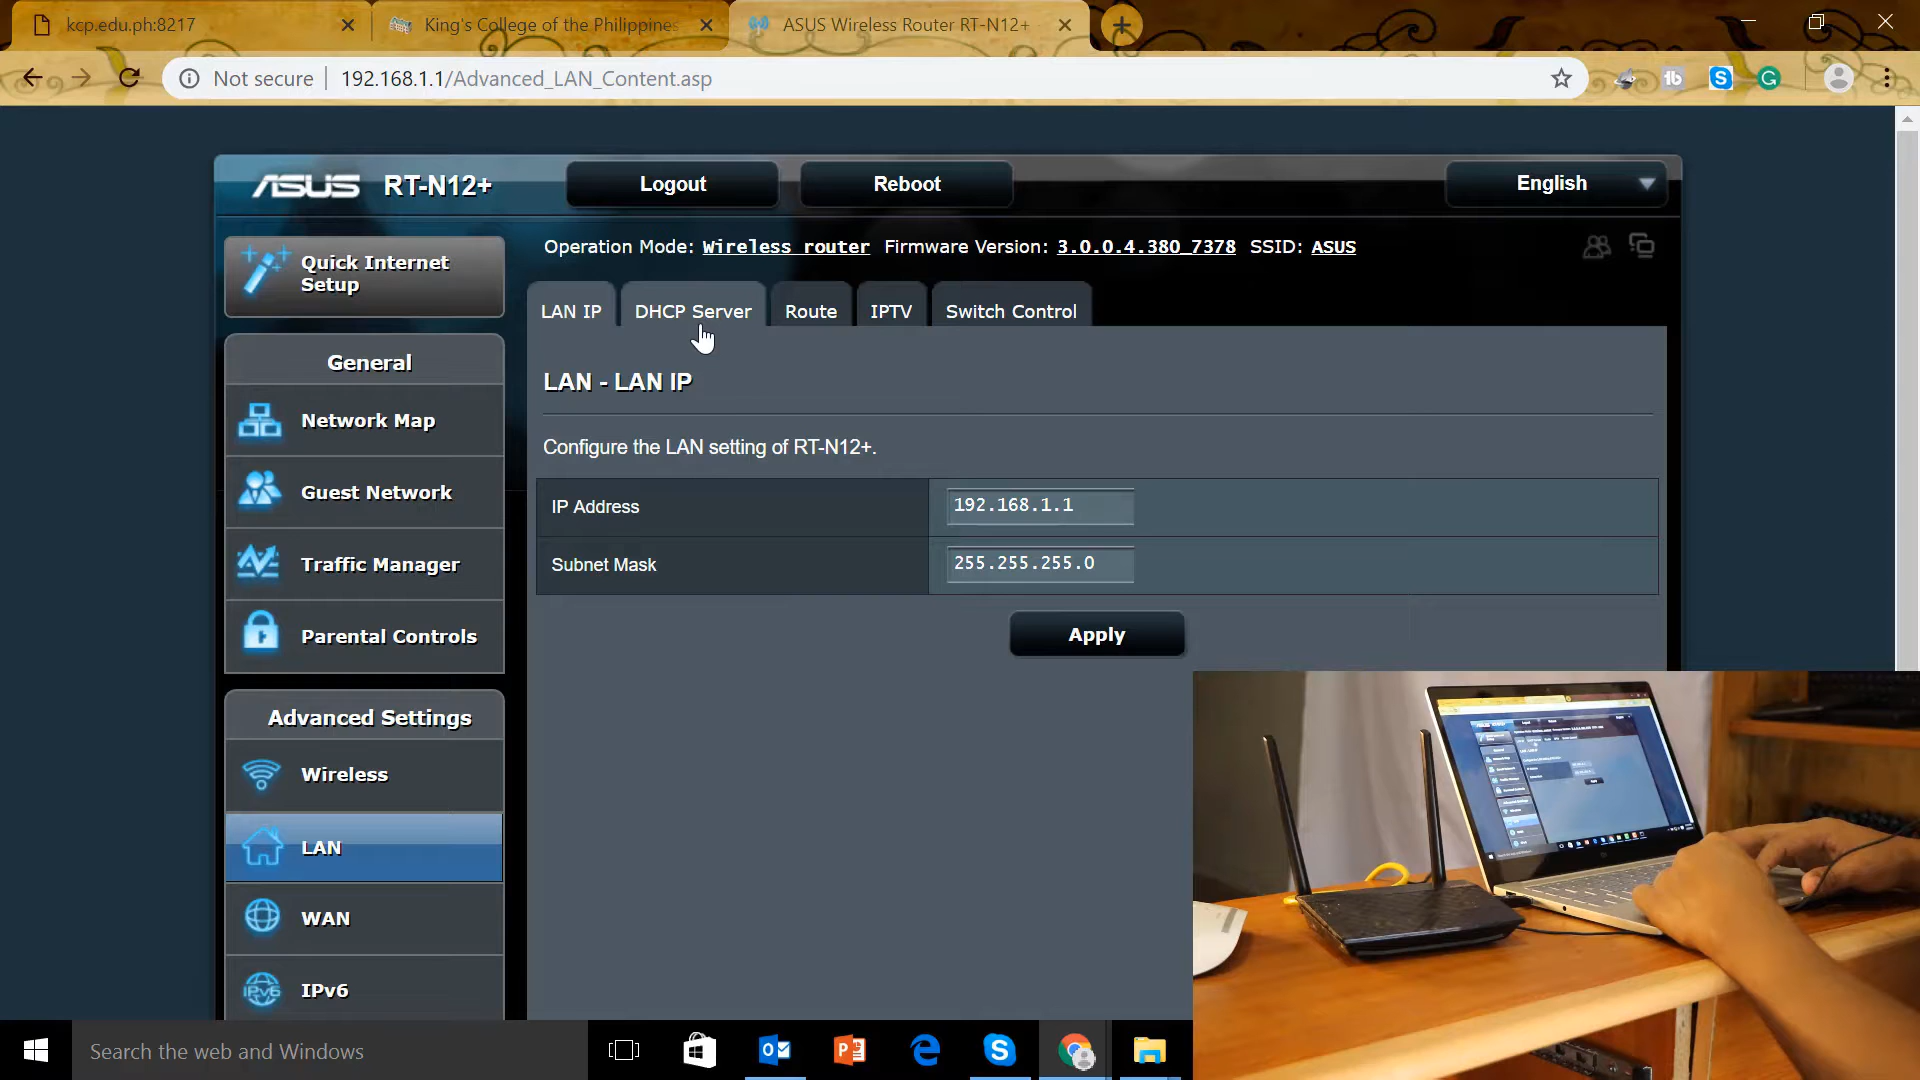 kcp.edu.ph:8217
King's College of the Philippines
ASUS Wireless Router RT-N12+
Not secure
192.168.1.1/Advanced_LAN_Content.asp
ASUS RT-N12+
Logout
Reboot
English
Quick Internet
Setup
Operation Mode: Wireless router Firmware Version: 3.0.0.4.380_7378 SSID: ASUS
LAN IP
DHCP Server
Route
IPTV
Switch Control
General
Network Map
Guest Network
Traffic Manager
Parental Controls
LAN - LAN IP
Configure the LAN setting of RT-N12+.
IP Address
192.168.1.1
Subnet Mask
255.255.255.0
Apply
Advanced Settings
Wireless
LAN
WAN
IPv6
Search the web and Windows